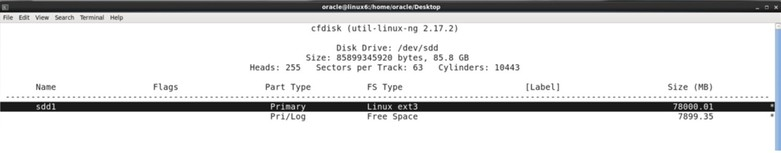 oracle@linux6:/home/oracle/Desktop
File Edit View Search Terminal Help
cfdisk (util-linux-ng 2.17.2)
Disk Drive: /dev/sdd
Size: 85899345920 bytes, 85.8 GB
Heads: 255 Sectors per Track: 63 Cylinders: 10443
Name Flags Part Type FS Type [Label] Size (MB)
sdd1 Primary Linux ext3 78000.01 *
Pri/Log Free Space 7899.35 *